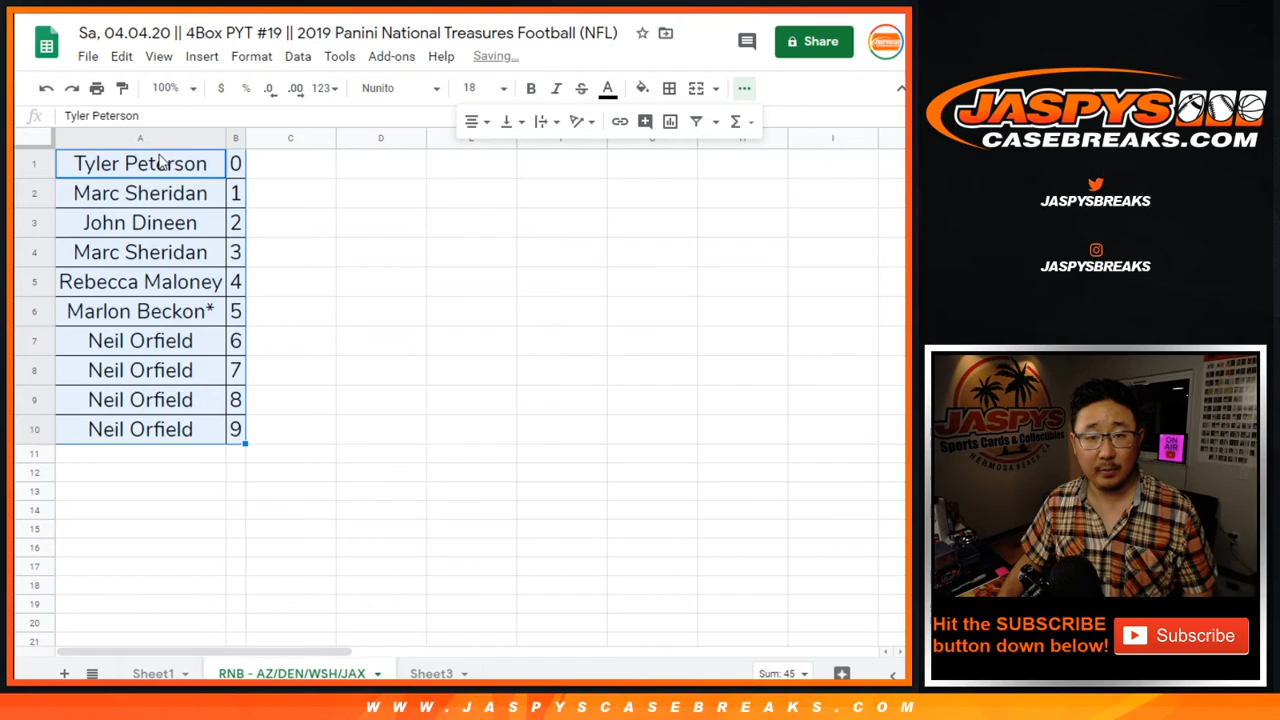 Sa, 04.04.20 || 4Box PYT #19 || 2019 Panini National Treasures Football (NFL)
Share
File Edit View Insert Format Data Tools Add-ons Help Saving...
100% $ % .0 .00 123 Nunito 18 B I S A
fx Tyler Peterson
A B C D I
1 Tyler Peterson 0
2 Marc Sheridan 1
3 John Dineen 2
4 Marc Sheridan 3
5 Rebecca Maloney 4
6 Marlon Beckon* 5
7 Neil Orfield 6
8 Neil Orfield 7
9 Neil Orfield 8
10 Neil Orfield 9
11
12
13
14
15
16
17
18
19
20
21
Sheet1 RNB - AZ/DEN/WSH/JAX Sheet3 Sum: 45
JASPYS
CASEBREAKS.COM
JASPYSBREAKS
JASPYSBREAKS
JASPYS
Sports Cards & Collectibles
HERMOSA BEACH, CA
ON AIR
Hit the SUBSCRIBE
button down below!
Subscribe
WWW.JASPYSCASEBREAKS.COM